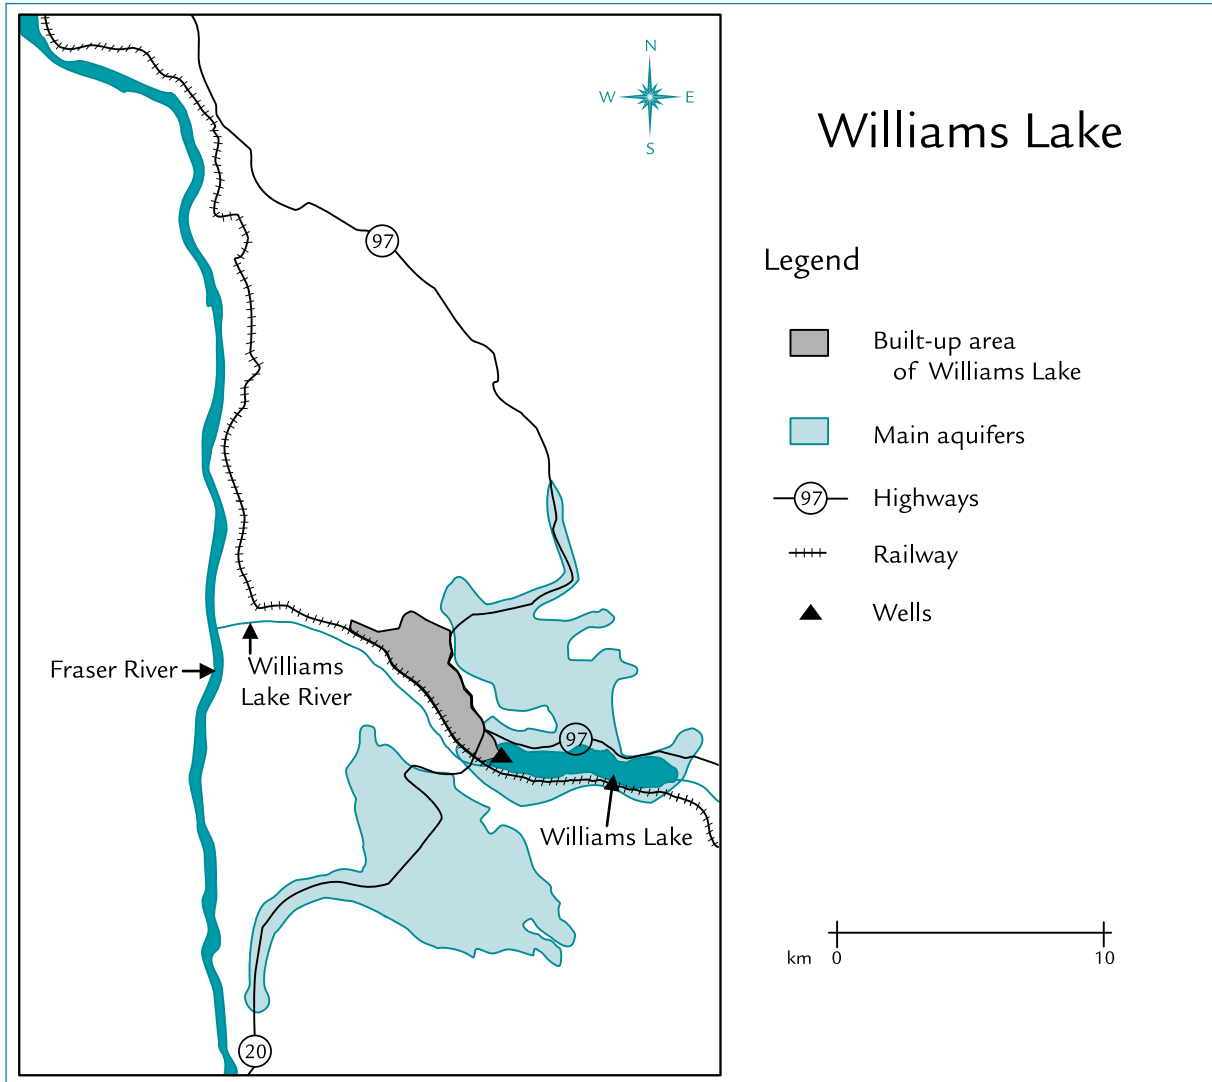 Williams Lake
N
W E
S
97
Legend
Built-up area
of Williams Lake
Main aquifers
97 Highways
Railway
Wells
Fraser River
Williams
Lake River
97
Williams Lake
20
km 0 10